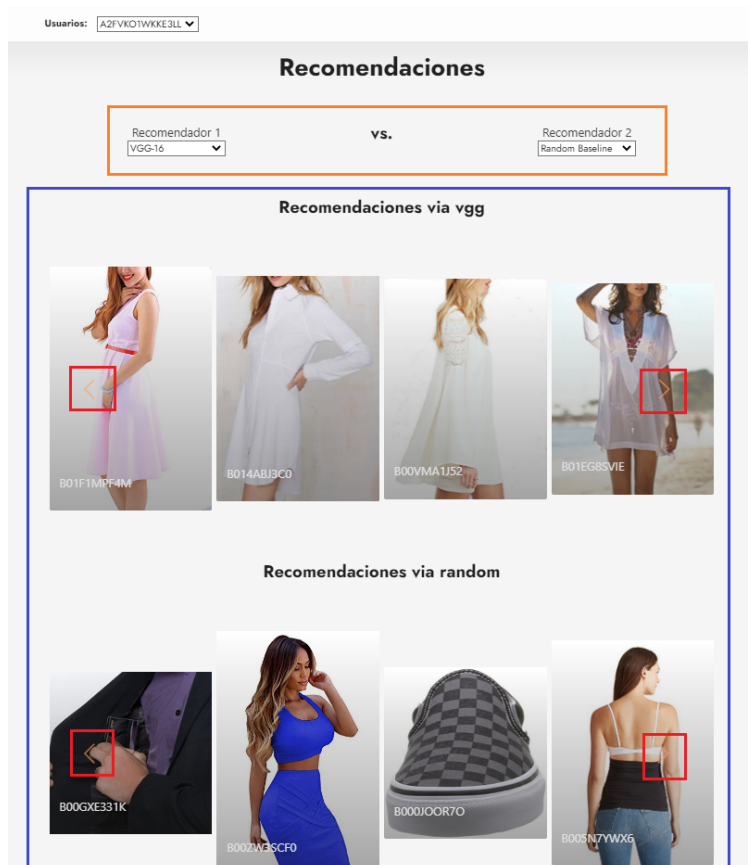 Usuarios: A2FVKO1WKKE3LL
Recomendaciones
Recomendador 1 vs. Recomendador 2
VGG-16 Random Baseline
Recomendaciones via vgg
B01F1MPF4M B014ABJ3C0 B00VMA1J52 B01EG8SVIE
Recomendaciones via random
B00GXE331K B00ZW3SCF0 B000JOOR7O B005N7YWX6